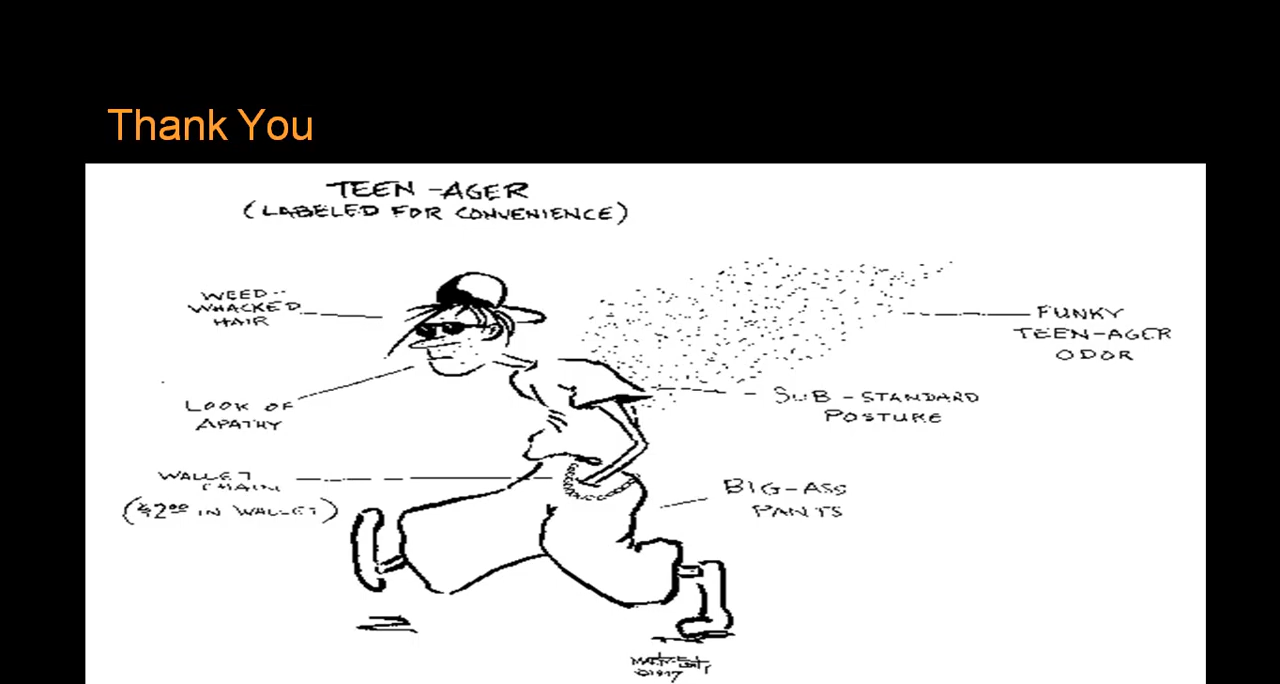 Thank You
TEEN-AGER
(LABELED FOR CONVENIENCE)
WEED-
WHACKED
HAIR
FUNKY
TEEN-AGER
ODOR
LOOK OF
APATHY
SUB-STANDARD
POSTURE
WALLET
CHAIN
($2.00 IN WALLET)
BIG-ASS
PANTS